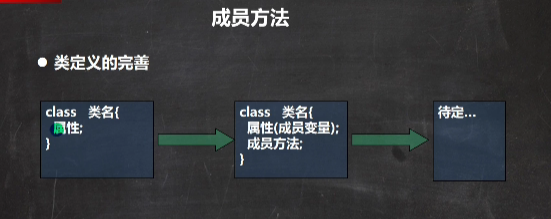 成员方法
类定义的完善
class 类名{
属性;
}
class 类名{
属性(成员变量);
成员方法;
}
待定...